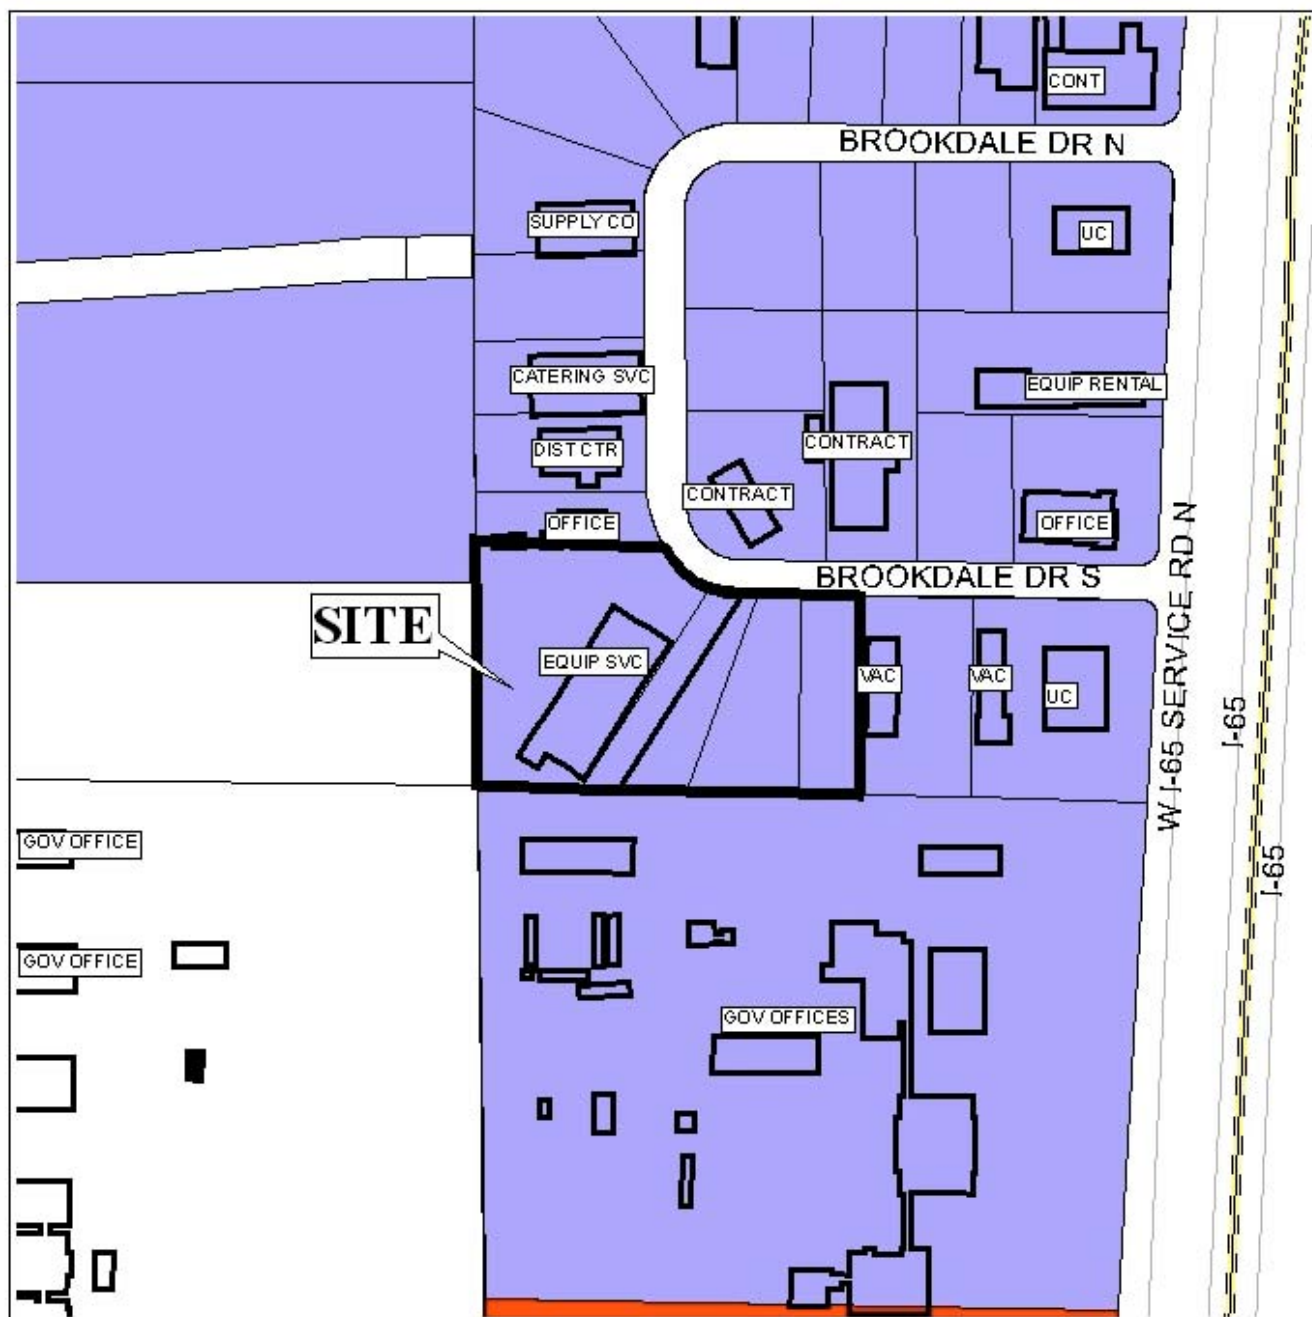 CONT
BROOKDALE DR N
SUPPLY CO
UC
CATERING SVC
EQUIP RENTAL
DIST CTR
CONTRACT
CONTRACT
OFFICE
OFFICE
BROOKDALE DR S
W I-65 SERVICE RD N
SITE
EQUIP SVC
VAC
VAC
UC
I-65
I-65
GOV OFFICE
GOV OFFICE
GOV OFFICES